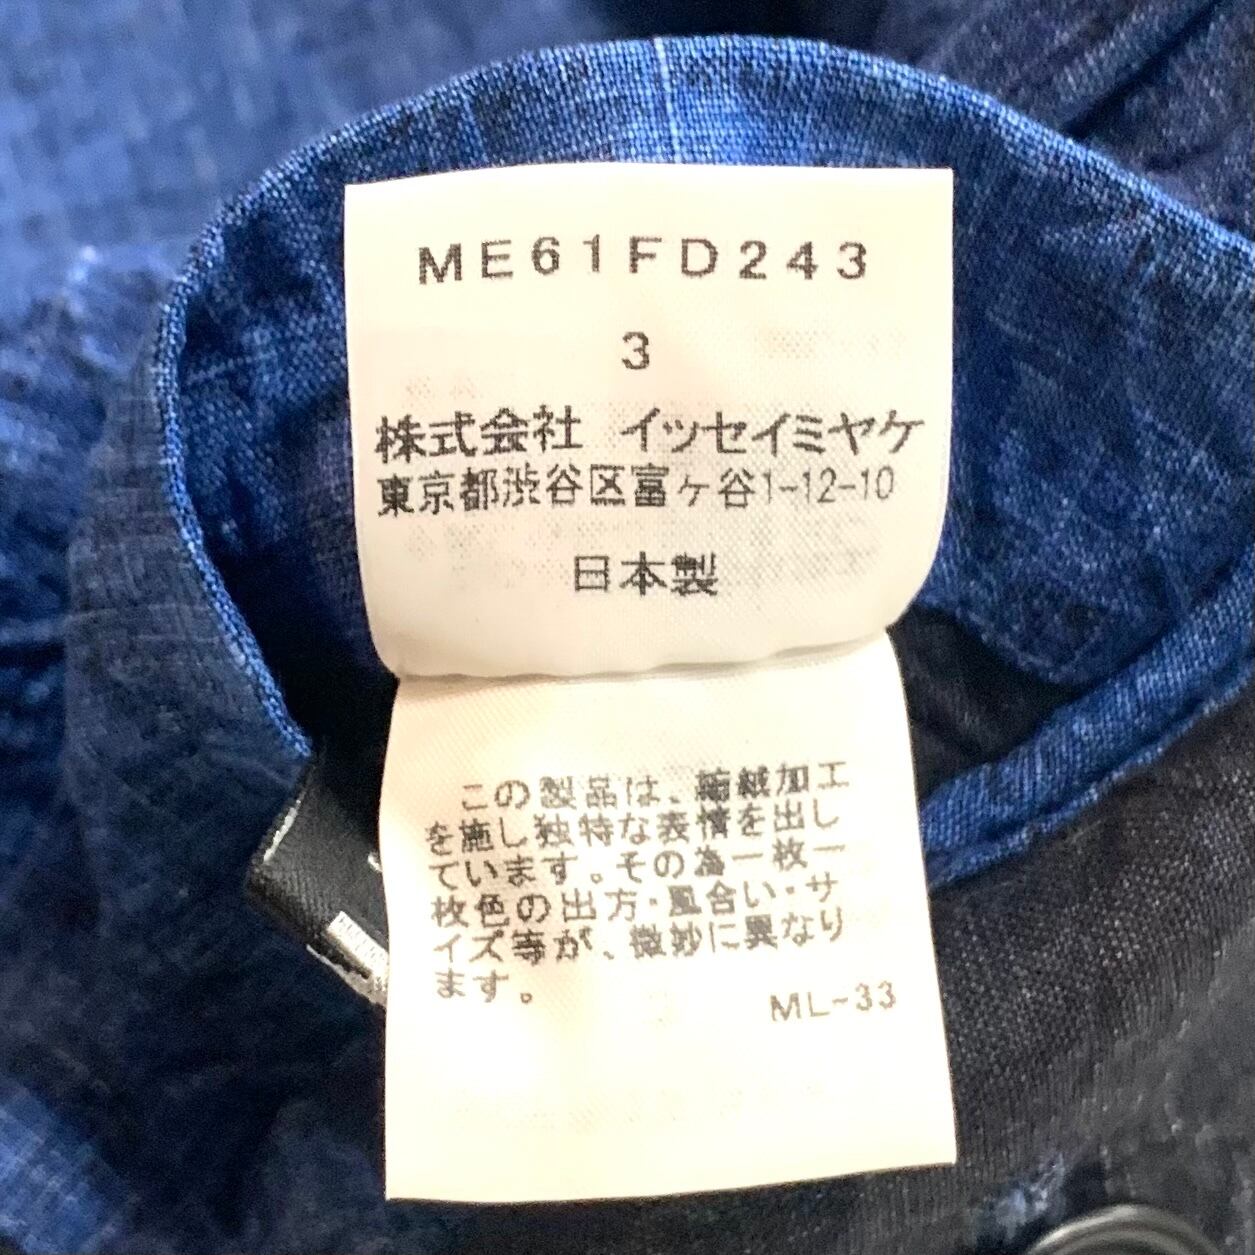 ME61FD243
3
株式会社 イッセイミヤケ
東京都渋谷区富ヶ谷1-12-10
日本製
この製品は、縮絨加工
を施し独特な表情を出し
ています。その為一枚一
枚色の出方・風合い・サ
イズ等が、微妙に異なり
ます。
ML-33